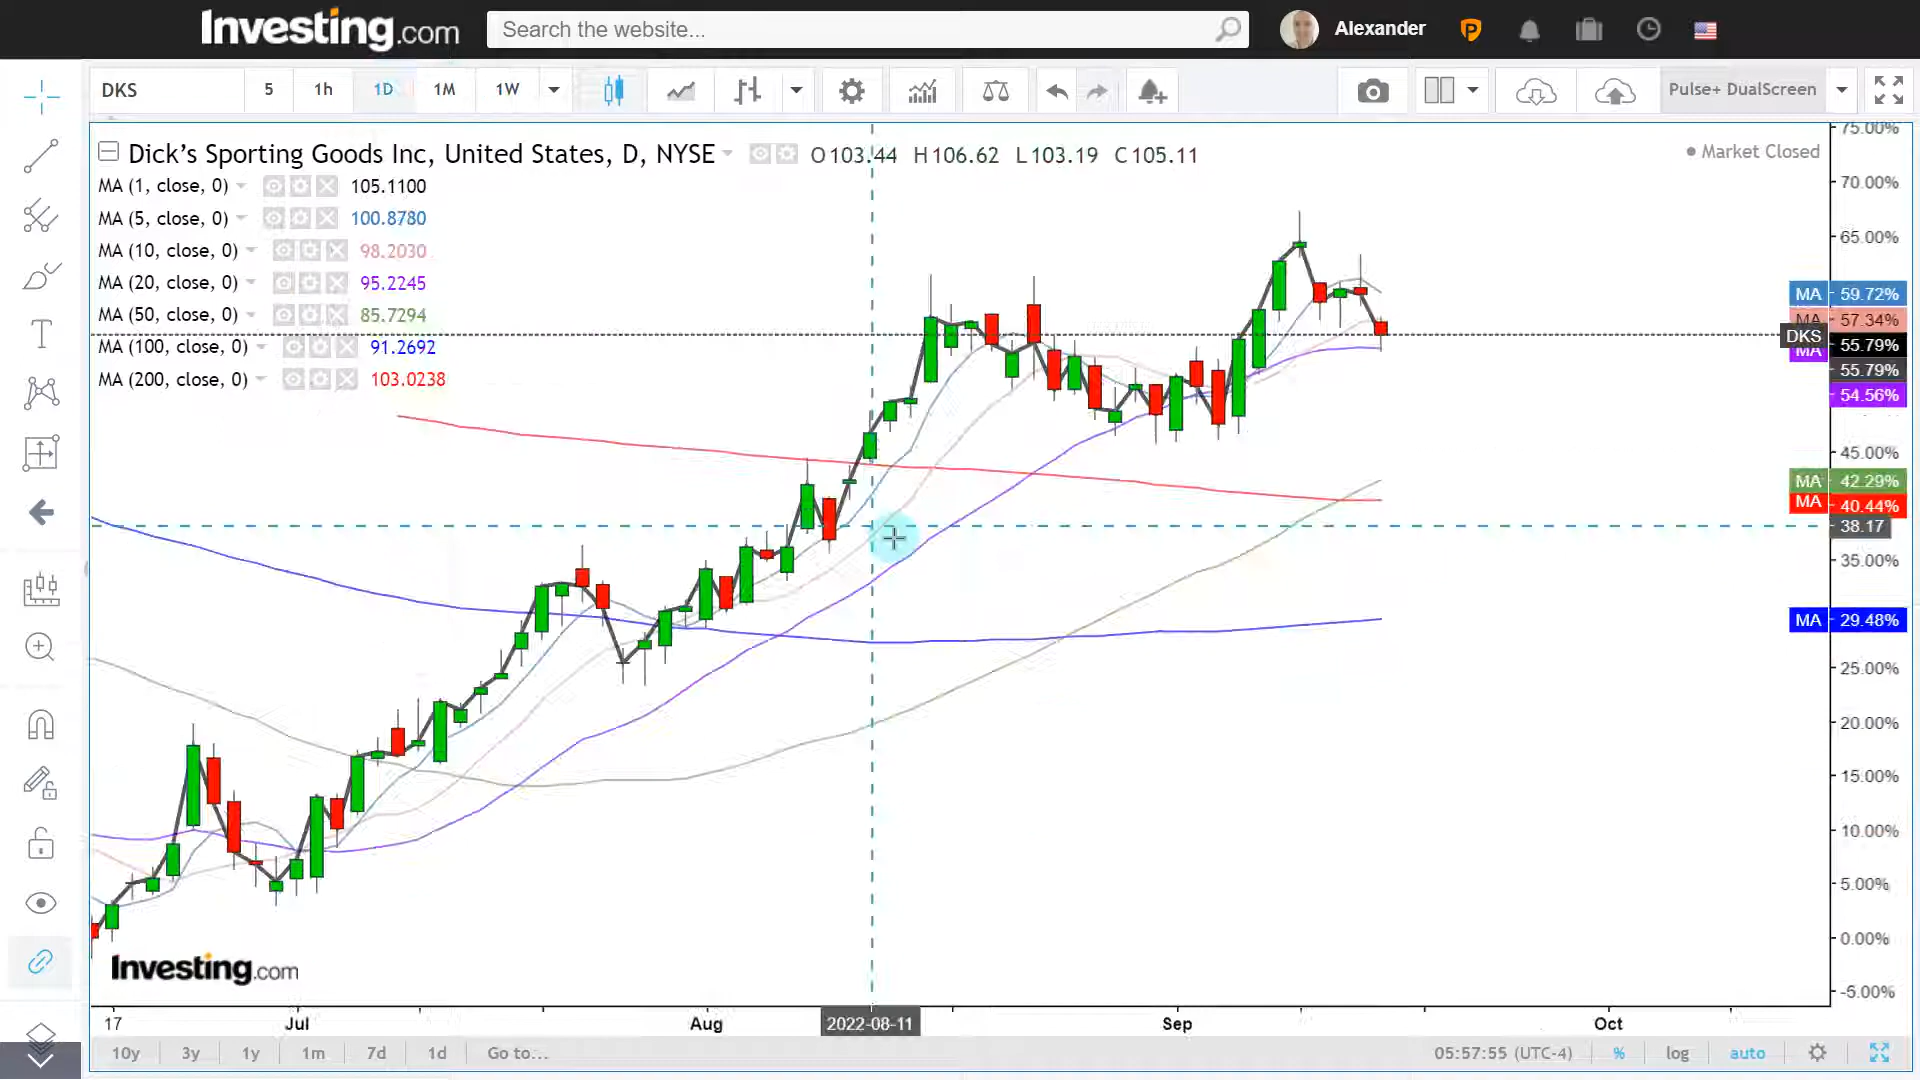 Investing.com
Search the website...
Alexander
DKS 5 1h 1D 1M 1W
Pulse+ DualScreen
Dick’s Sporting Goods Inc, United States, D, NYSE
O103.44 H106.62 L103.19 C105.11
Market Closed
MA (1, close, 0) 105.1100
MA (5, close, 0) 100.8780
MA (10, close, 0) 98.2030
MA (20, close, 0) 95.2245
MA (50, close, 0) 85.7294
MA (100, close, 0) 91.2692
MA (200, close, 0) 103.0238
75.00%
70.00%
65.00%
MA 59.72%
MA 57.34%
DKS 55.79%
MA
55.79%
54.56%
45.00%
MA 42.29%
MA 40.44%
38.17
35.00%
MA 29.48%
25.00%
20.00%
15.00%
10.00%
5.00%
0.00%
-5.00%
Investing.com
17 Jul Aug 2022-08-11 Sep Oct
10y 3y 1y 1m 7d 1d Go to...
05:57:55 (UTC-4) % log auto